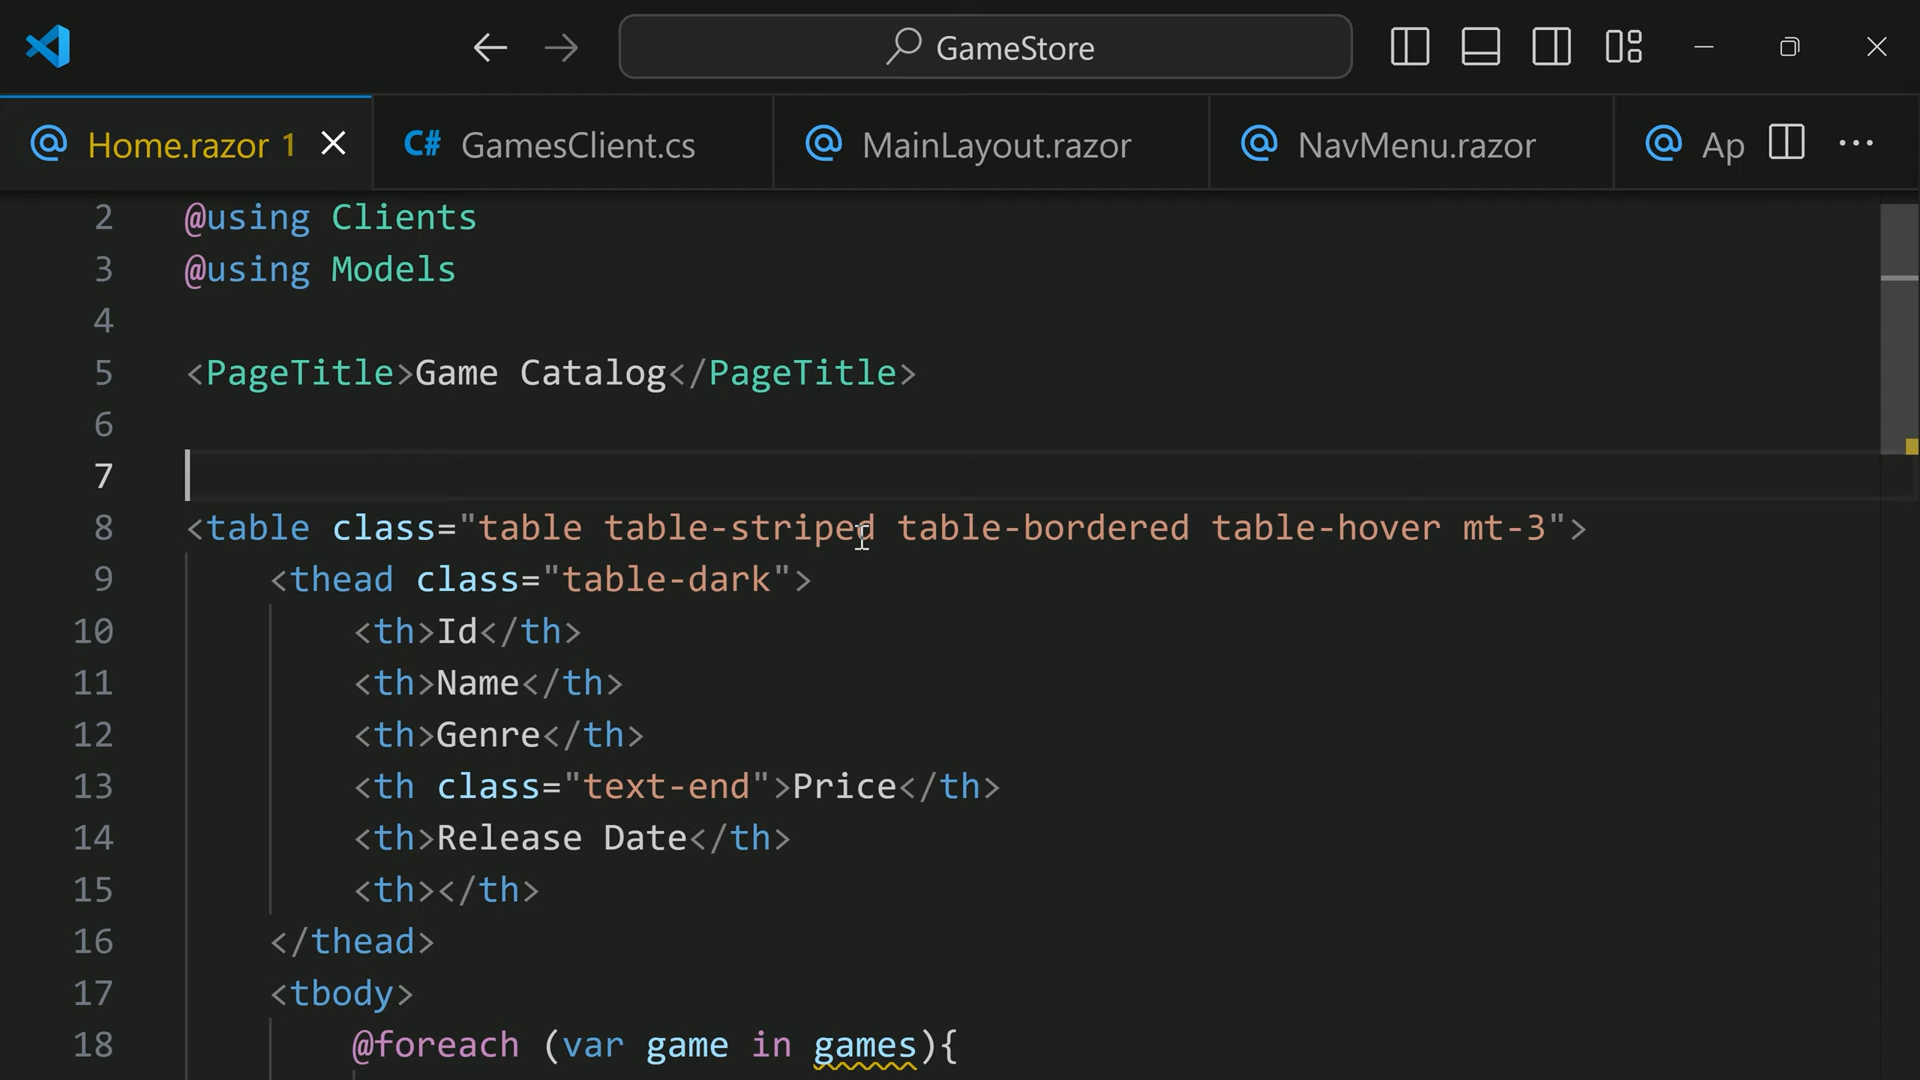 GameStore
@ Home.razor 1 C# GamesClient.cs @ MainLayout.razor @ NavMenu.razor @ Ap ...
2 @using Clients
3 @using Models
4
5 <PageTitle>Game Catalog</PageTitle>
6
7
8 <table class="table table-striped table-bordered table-hover mt-3">
9 <thead class="table-dark">
10 <th>Id</th>
11 <th>Name</th>
12 <th>Genre</th>
13 <th class="text-end">Price</th>
14 <th>Release Date</th>
15 <th></th>
16 </thead>
17 <tbody>
18 @foreach (var game in games){